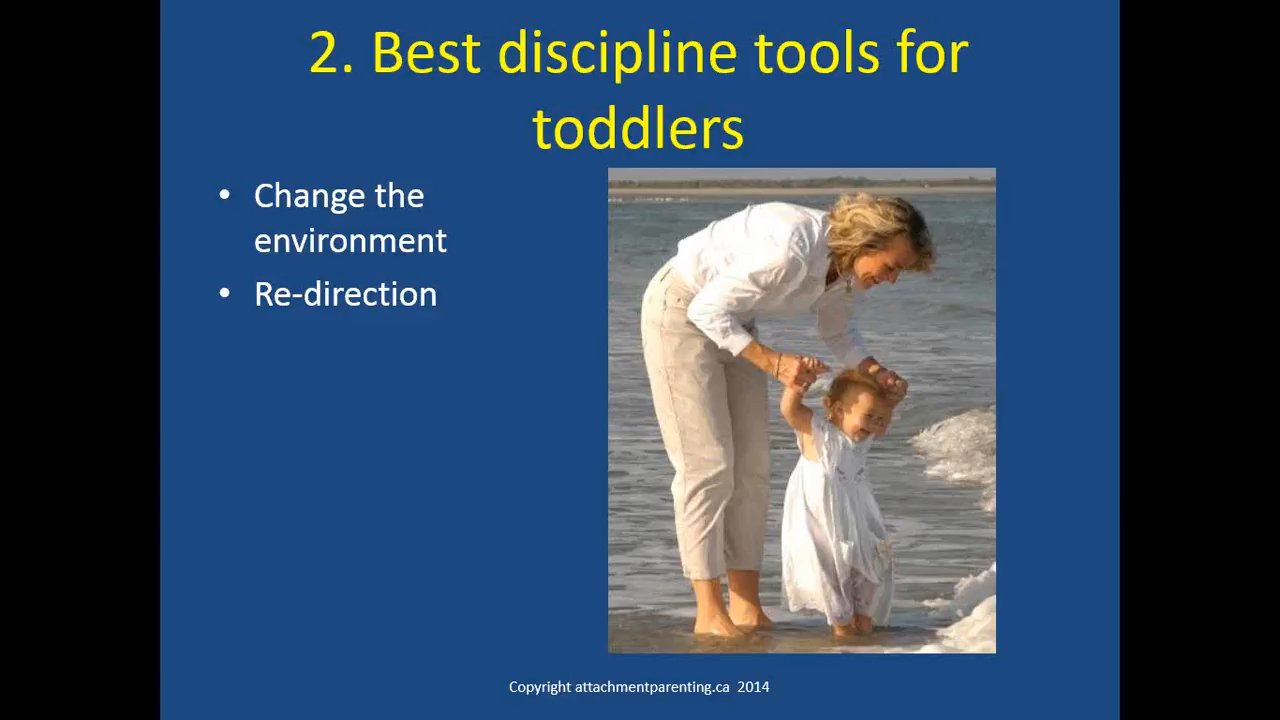 2. Best discipline tools for
toddlers
• Change the
environment
• Re-direction
Copyright attachmentparenting.ca 2014